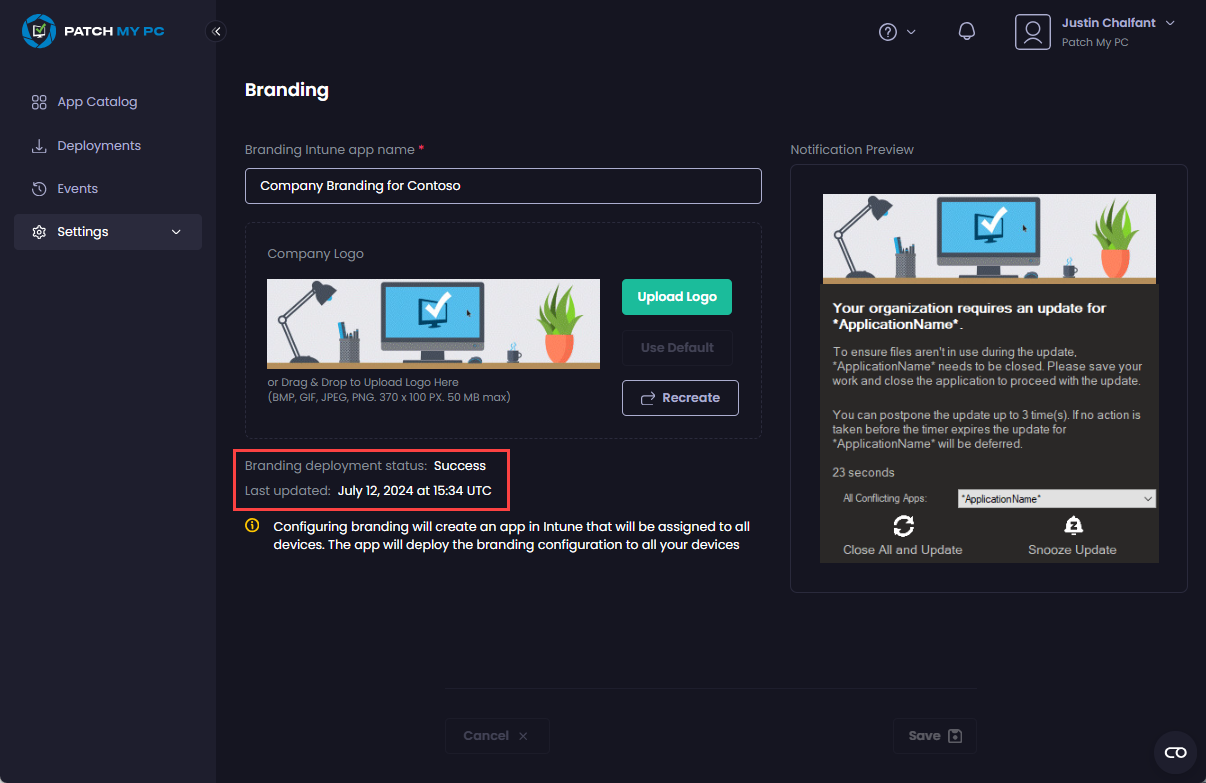 PATCH MY PC
Justin Chalfant
Patch My PC
App Catalog
Deployments
Events
Settings
Branding
Branding Intune app name *
Company Branding for Contoso
Company Logo
Upload Logo
Use Default
or Drag & Drop to Upload Logo Here
(BMP, GIF, JPEG, PNG. 370 x 100 PX. 50 MB max)
Recreate
Branding deployment status: Success
Last updated: July 12, 2024 at 15:34 UTC
Configuring branding will create an app in Intune that will be assigned to all
devices. The app will deploy the branding configuration to all your devices
Notification Preview
Your organization requires an update for
*ApplicationName*.
To ensure files aren't in use during the update,
*ApplicationName* needs to be closed. Please save your
work and close the application to proceed with the update.
You can postpone the update up to 3 time(s). If no action is
taken before the timer expires the update for
*ApplicationName* will be deferred.
23 seconds
All Conflicting Apps:
*ApplicationName*
Close All and Update
Snooze Update
Cancel
Save